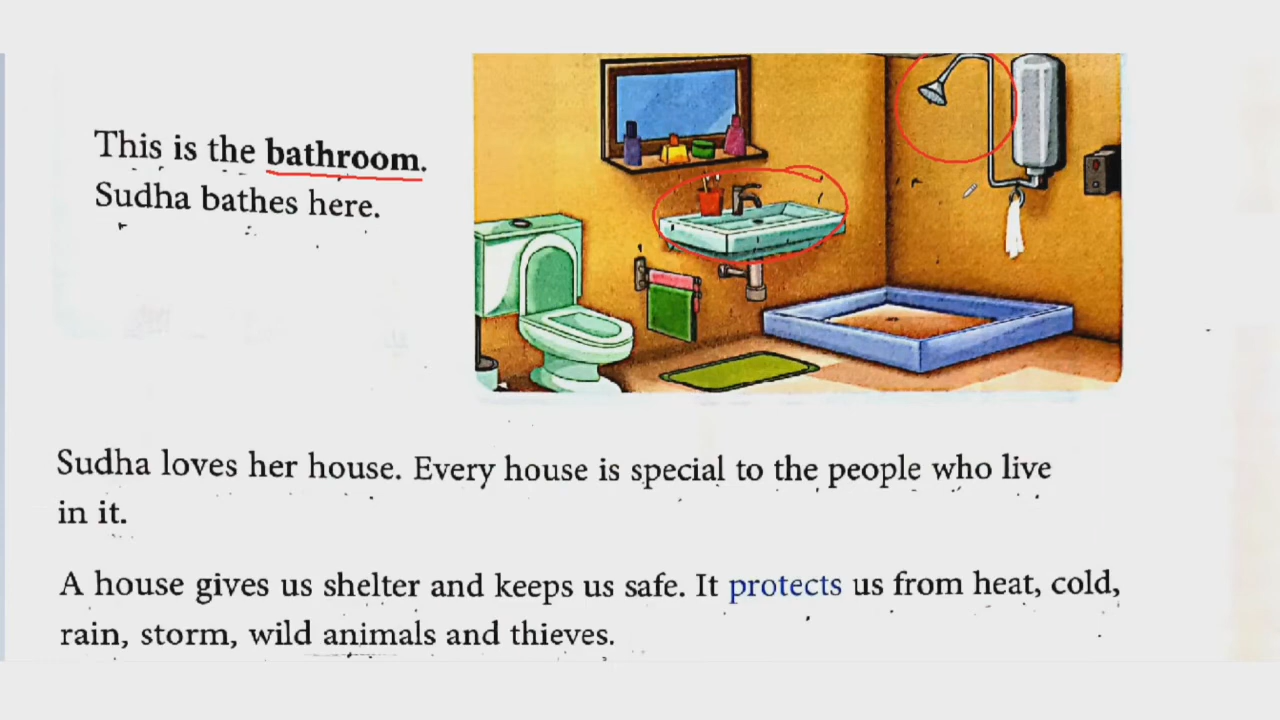 This is the bathroom.
Sudha bathes here.
Sudha loves her house. Every house is special to the people who live
in it.
A house gives us shelter and keeps us safe. It protects us from heat, cold,
rain, storm, wild animals and thieves.